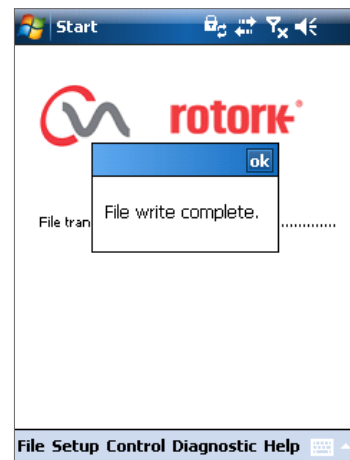 Start
rotork
File tran
ok
File write complete.
File Setup Control Diagnostic Help